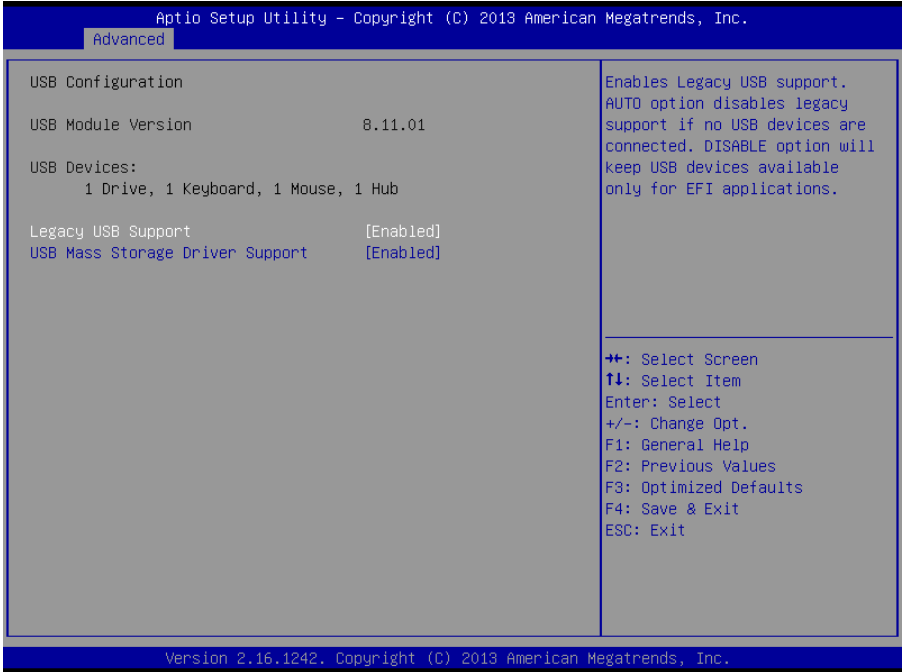 Aptio Setup Utility – Copyright (C) 2013 American Megatrends, Inc.
Advanced
USB Configuration
USB Module Version 8.11.01
USB Devices:
1 Drive, 1 Keyboard, 1 Mouse, 1 Hub
Legacy USB Support [Enabled]
USB Mass Storage Driver Support [Enabled]
Enables Legacy USB support.
AUTO option disables legacy
support if no USB devices are
connected. DISABLE option will
keep USB devices available
only for EFI applications.
→←: Select Screen
↑↓: Select Item
Enter: Select
+/-: Change Opt.
F1: General Help
F2: Previous Values
F3: Optimized Defaults
F4: Save & Exit
ESC: Exit
Version 2.16.1242. Copyright (C) 2013 American Megatrends, Inc.